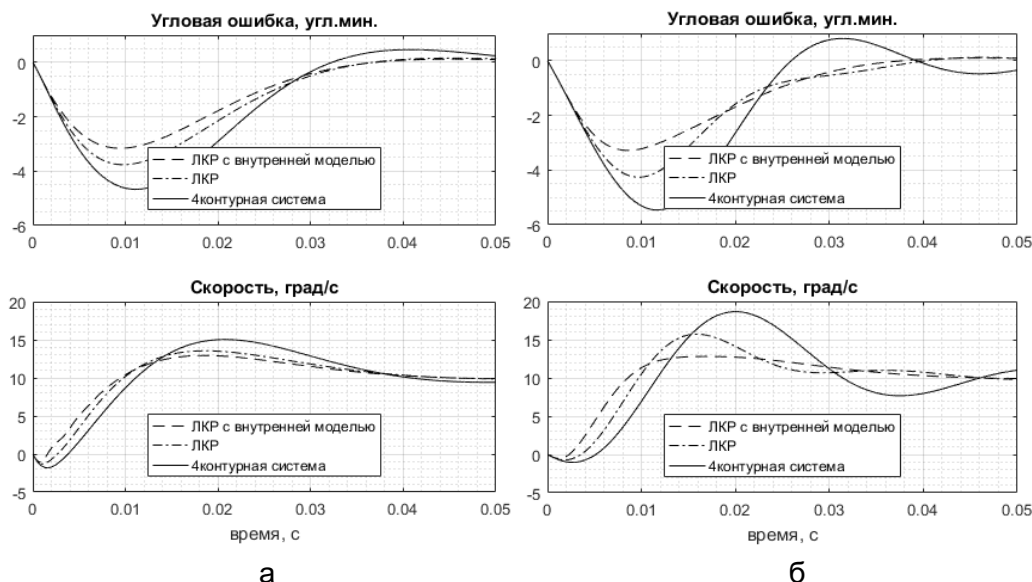 Угловая ошибка, угл.мин.
0
-2
-4
-6
0
0.01
0.02
0.03
0.04
0.05
ЛКР с внутренней моделью
ЛКР
4контурная система
Скорость, град/с
20
15
10
5
0
-5
0
0.01
0.02
0.03
0.04
0.05
ЛКР с внутренней моделью
ЛКР
4контурная система
время, с
а
Угловая ошибка, угл.мин.
0
-2
-4
-6
0
0.01
0.02
0.03
0.04
0.05
ЛКР с внутренней моделью
ЛКР
4контурная система
Скорость, град/с
20
15
10
5
0
-5
0
0.01
0.02
0.03
0.04
0.05
ЛКР с внутренней моделью
ЛКР
4контурная система
время, с
б